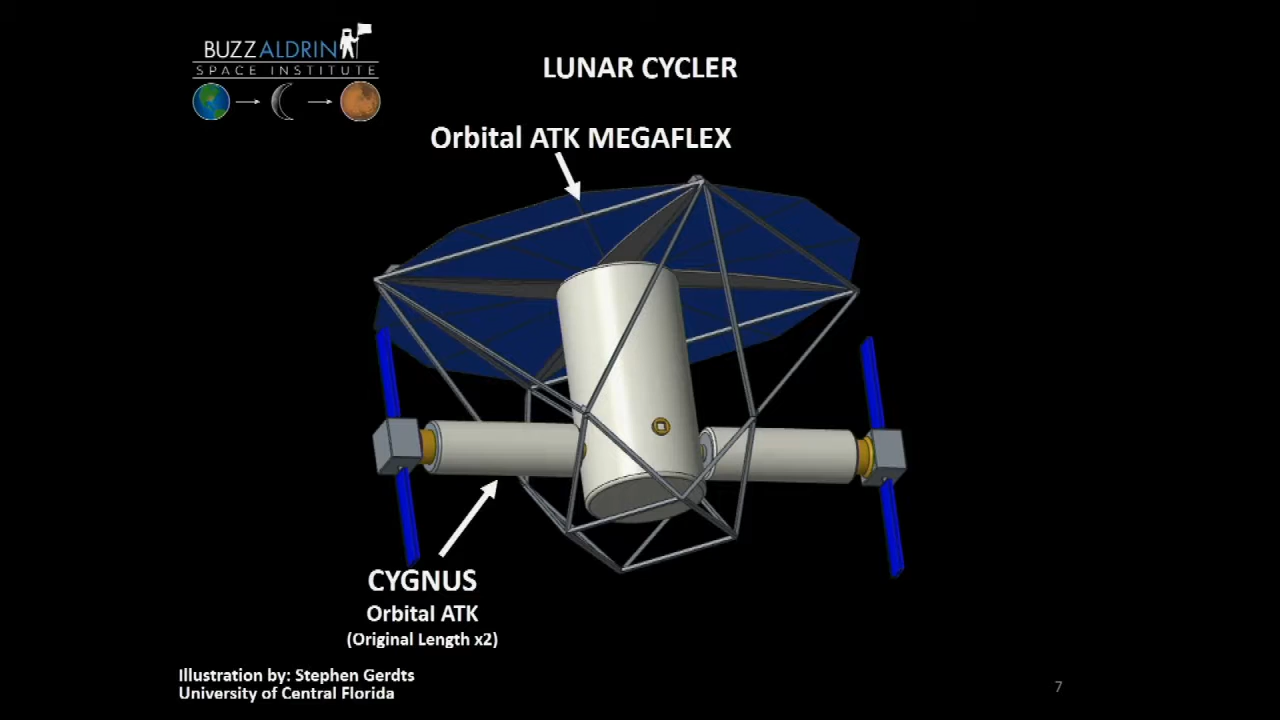 BUZZ ALDRIN
SPACE INSTITUTE
LUNAR CYCLER
Orbital ATK MEGAFLEX
CYGNUS
Orbital ATK
(Original Length x2)
Illustration by: Stephen Gerdts
University of Central Florida
7